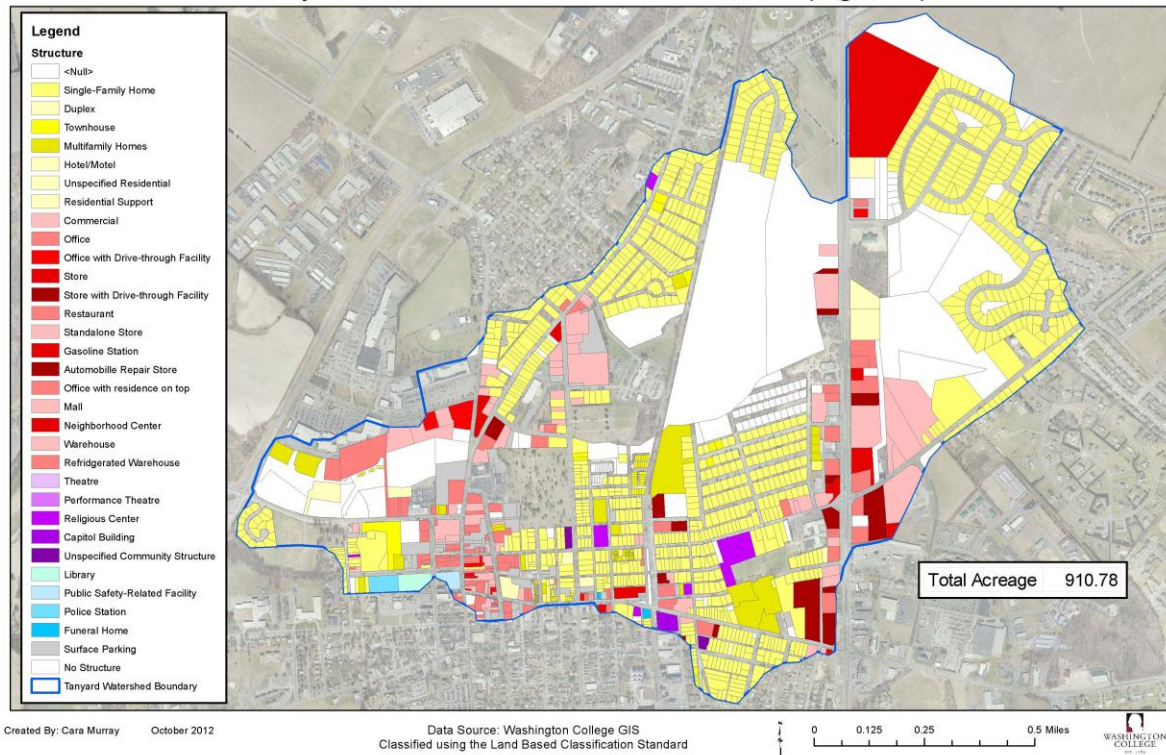 Legend
Structure
<Null>
Single-Family Home
Duplex
Townhouse
Multifamily Homes
Hotel/Motel
Unspecified Residential
Residential Support
Commercial
Office
Office with Drive-through Facility
Store
Store with Drive-through Facility
Restaurant
Standalone Store
Gasoline Station
Automobille Repair Store
Office with residence on top
Mall
Neighborhood Center
Warehouse
Refridgerated Warehouse
Theatre
Performance Theatre
Religious Center
Capitol Building
Unspecified Community Structure
Library
Public Safety-Related Facility
Police Station
Funeral Home
Surface Parking
No Structure
Tanyard Watershed Boundary
Total Acreage 910.78
Created By: Cara Murray October 2012
Data Source: Washington College GIS
Classified using the Land Based Classification Standard
0 0.125 0.25 0.5 Miles
WASHINGTON
COLLEGE